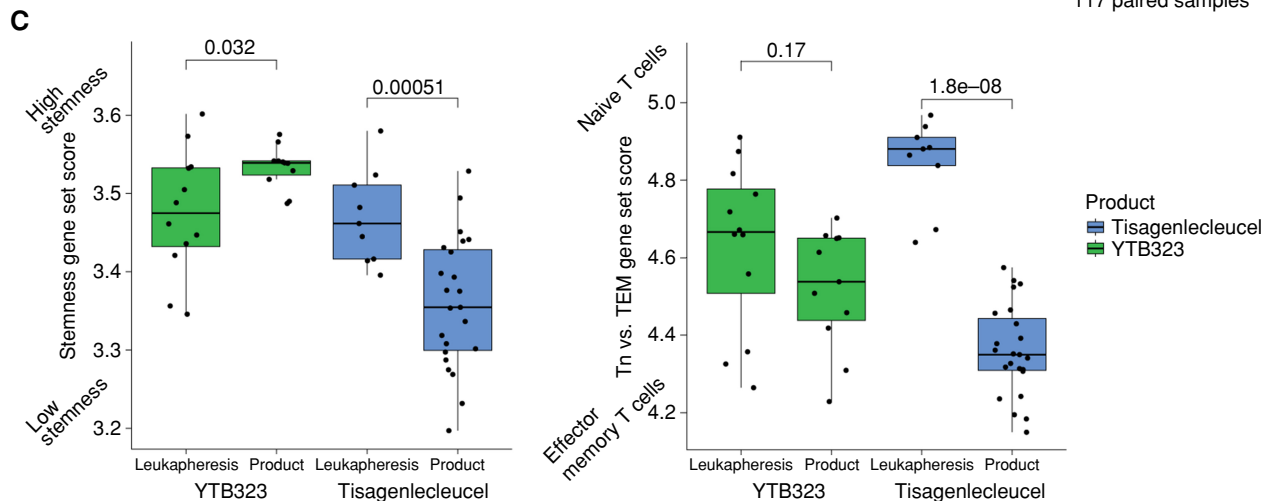 117 paired samples
C
0.032
0.00051
High
stemness
Low
stemness
Stemness gene set score
3.6
3.5
3.4
3.3
3.2
Leukapheresis Product Leukapheresis Product
YTB323 Tisagenlecleucel
0.17
1.8e–08
Naive T cells
Effector
memory T cells
Tn vs. TEM gene set score
5.0
4.8
4.6
4.4
4.2
Leukapheresis Product Leukapheresis Product
YTB323 Tisagenlecleucel
Product
Tisagenlecleucel
YTB323